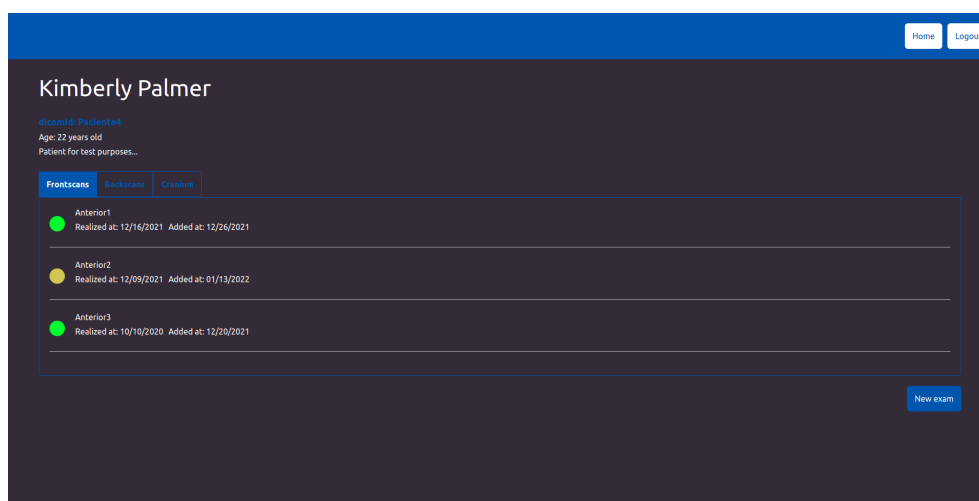 Home Logou
Kimberly Palmer
dicomId: Paciente4
Age: 22 years old
Patient for test purposes...
Frontscans Backscans Cranium
Anterior1
Realized at: 12/16/2021 Added at: 12/26/2021
Anterior2
Realized at: 12/09/2021 Added at: 01/13/2022
Anterior3
Realized at: 10/10/2020 Added at: 12/20/2021
New exam